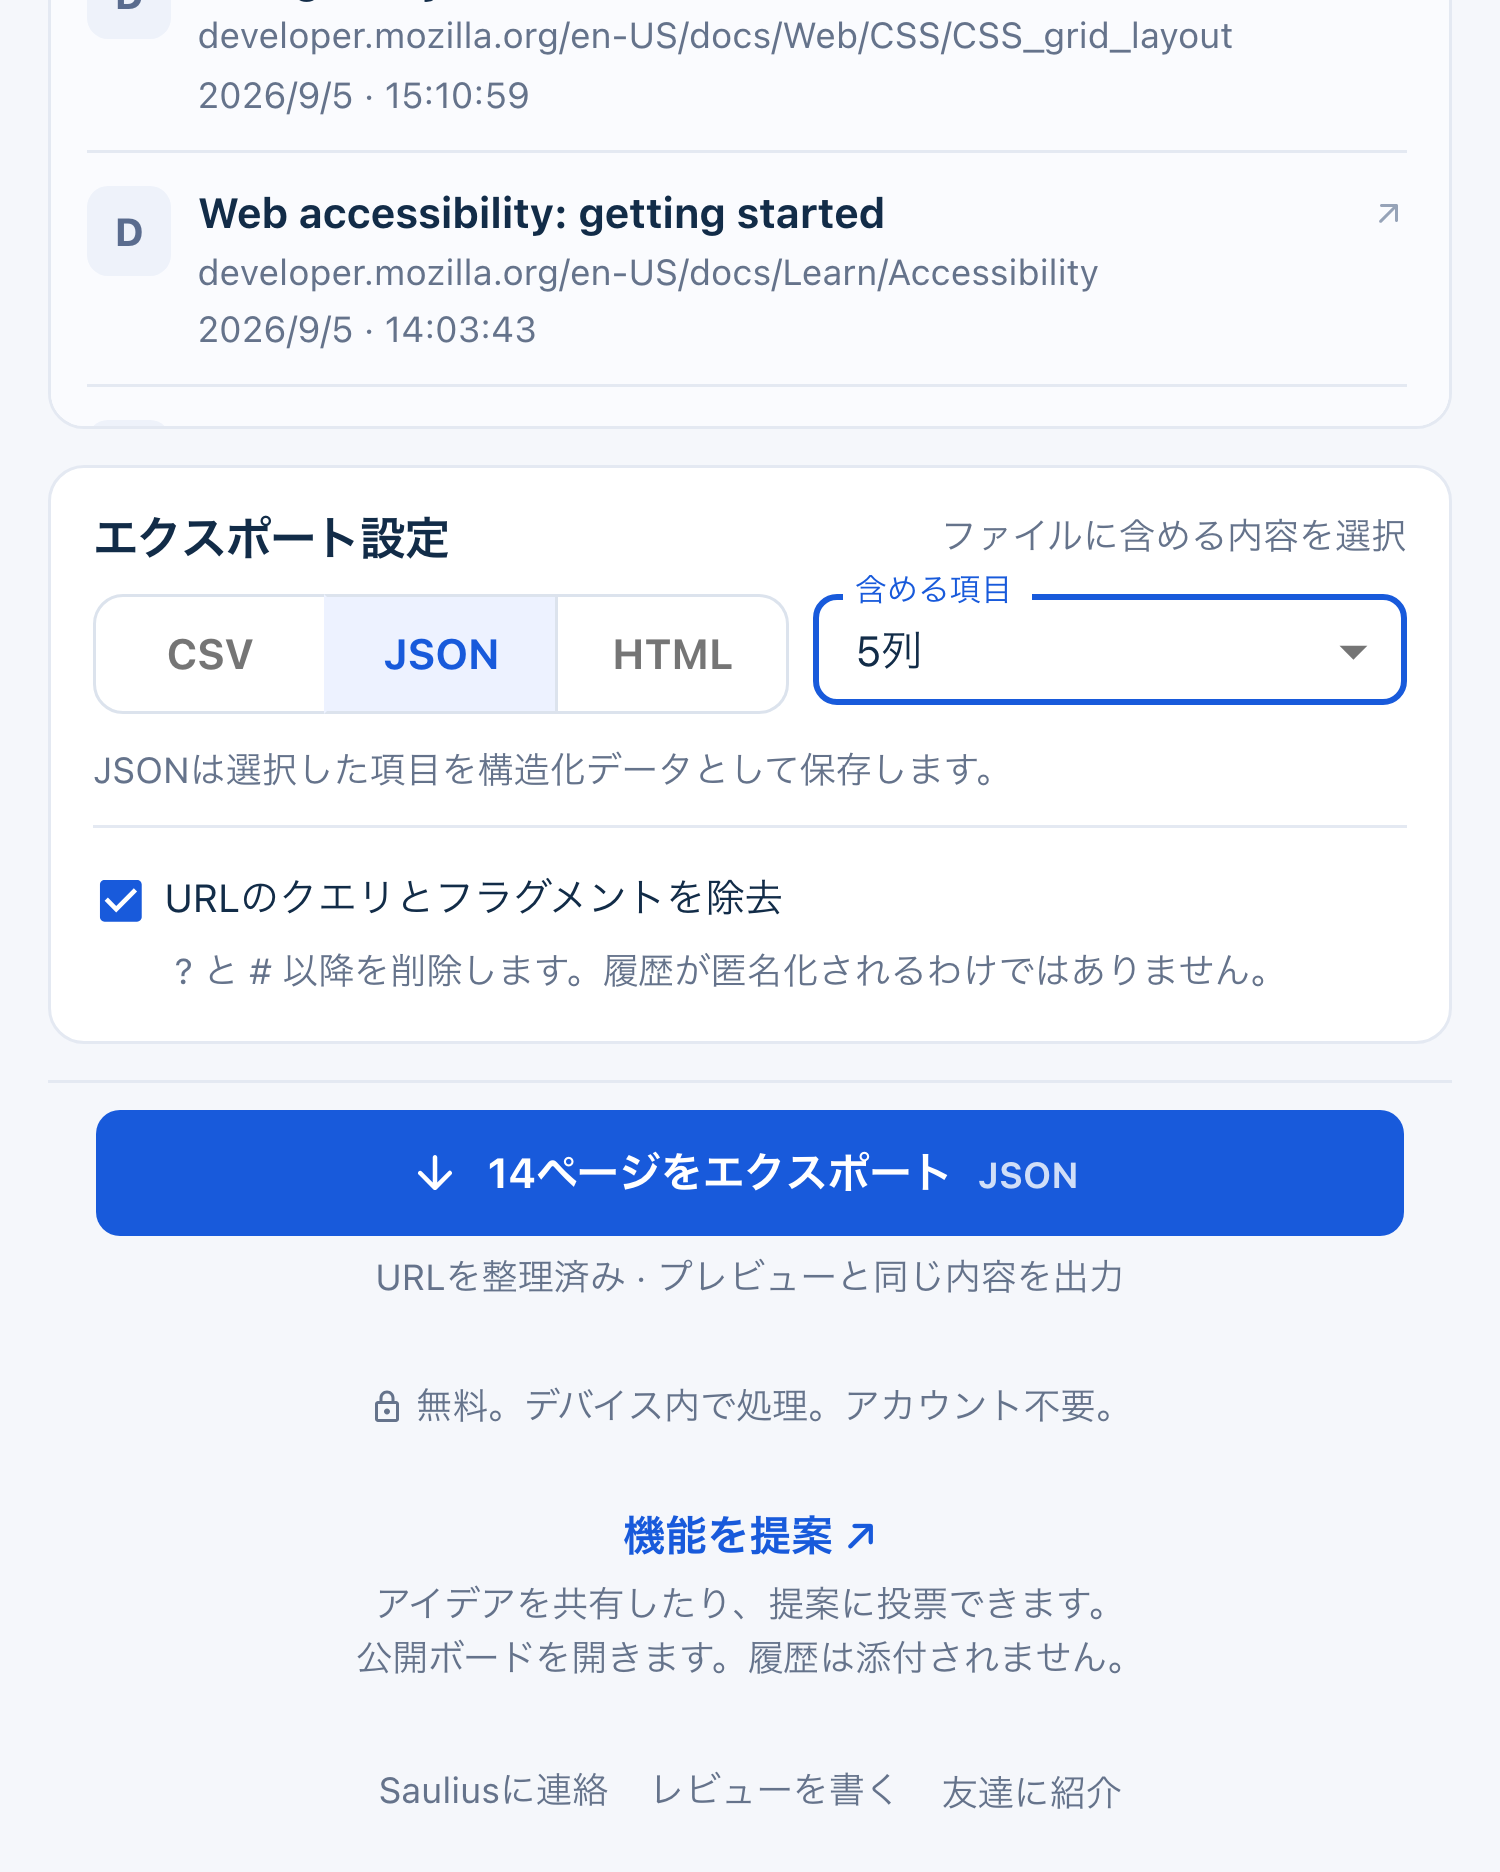 developer.mozilla.org/en-US/docs/Web/CSS/CSS_grid_layout
2026/9/5 · 15:10:59
D
Web accessibility: getting started
developer.mozilla.org/en-US/docs/Learn/Accessibility
2026/9/5 · 14:03:43
エクスポート設定
ファイルに含める内容を選択
含める項目
CSV
JSON
HTML
5列
JSONは選択した項目を構造化データとして保存します。
URLのクエリとフラグメントを除去
? と # 以降を削除します。履歴が匿名化されるわけではありません。
14ページをエクスポート JSON
URLを整理済み · プレビューと同じ内容を出力
無料。デバイス内で処理。アカウント不要。
機能を提案
アイデアを共有したり、提案に投票できます。
公開ボードを開きます。履歴は添付されません。
Sauliusに連絡 レビューを書く 友達に紹介